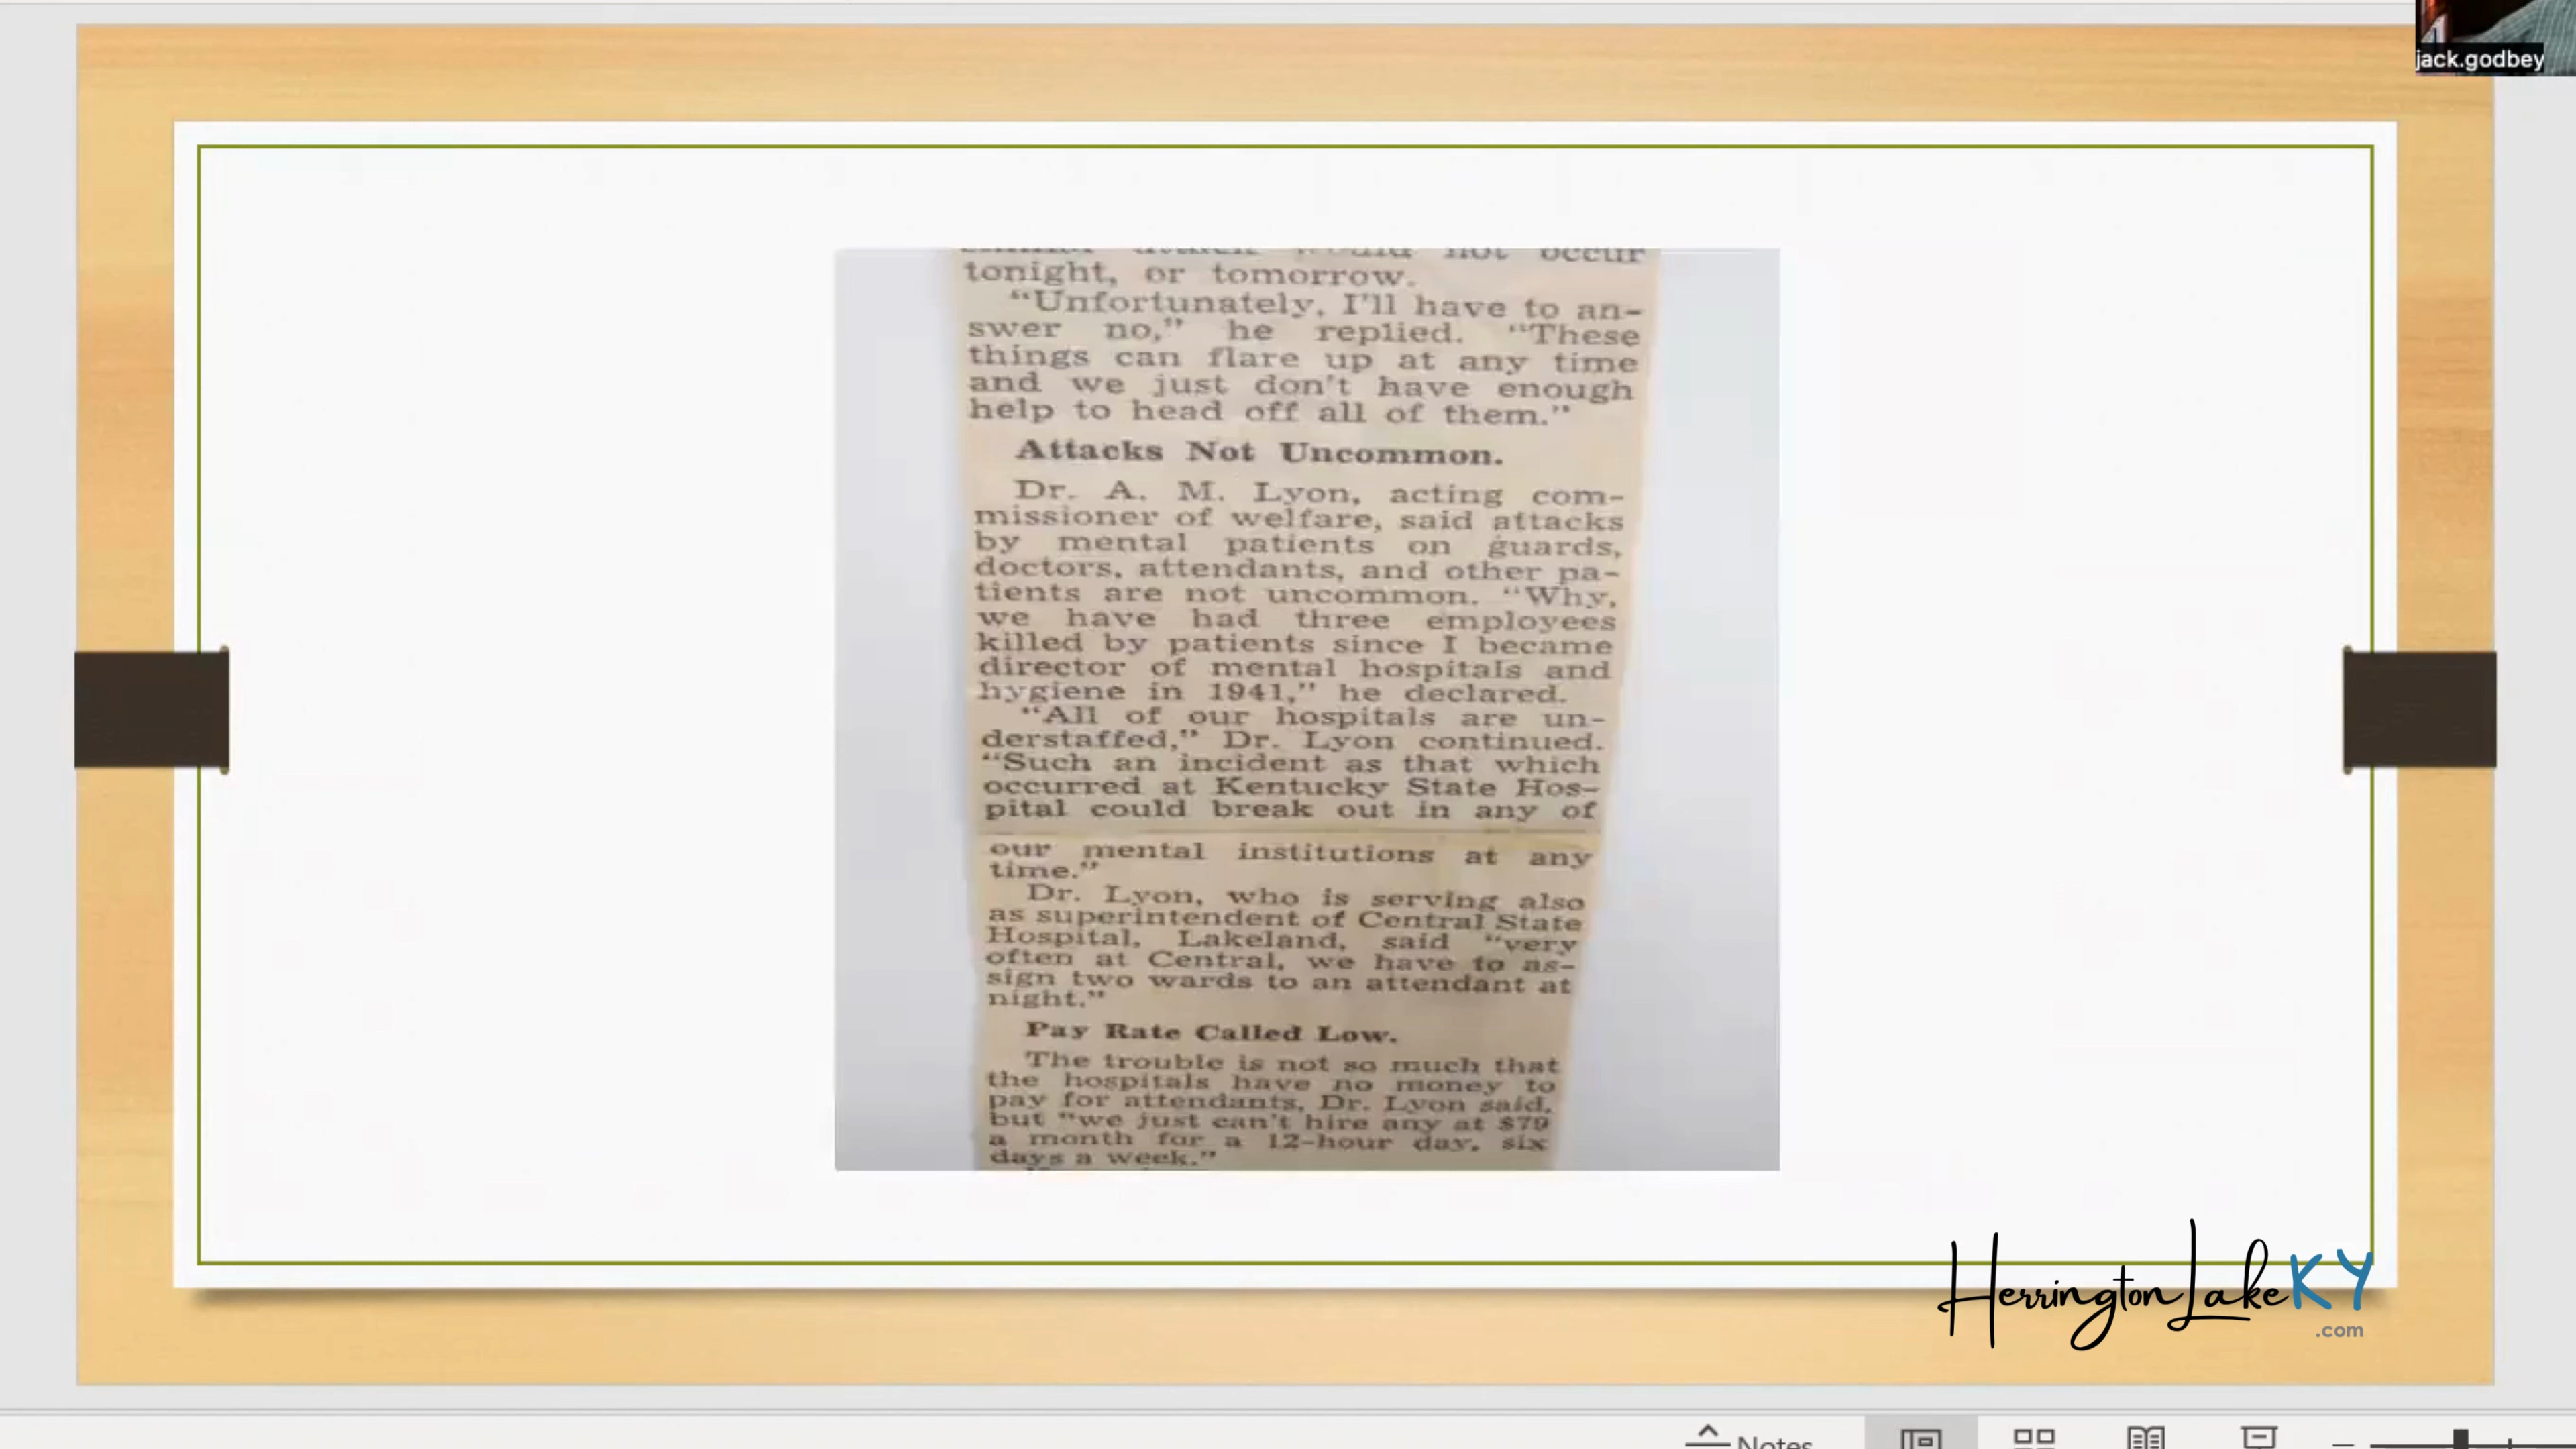 jack.godbey
would not occur
tonight, or tomorrow.
"Unfortunately, I'll have to an-
swer no," he replied. "These
things can flare up at any time
and we just don't have enough
help to head off all of them."
Attacks Not Uncommon.
Dr. A. M. Lyon, acting com-
missioner of welfare, said attacks
by mental patients on guards,
doctors, attendants, and other pa-
tients are not uncommon. "Why,
we have had three employees
killed by patients since I became
director of mental hospitals and
hygiene in 1941," he declared.
"All of our hospitals are un-
derstaffed," Dr. Lyon continued.
"Such an incident as that which
occurred at Kentucky State Hos-
pital could break out in any of
our mental institutions at any
time."
Dr. Lyon, who is serving also
as superintendent of Central State
Hospital, Lakeland, said "very
often at Central, we have to as-
sign two wards to an attendant at
night."
Pay Rate Called Low.
The trouble is not so much that
the hospitals have no money to
pay for attendants, Dr. Lyon said,
but "we just can't hire any at $79
a month for a 12-hour day, six
days a week."
HerringtonLakeKY
.com
Notes